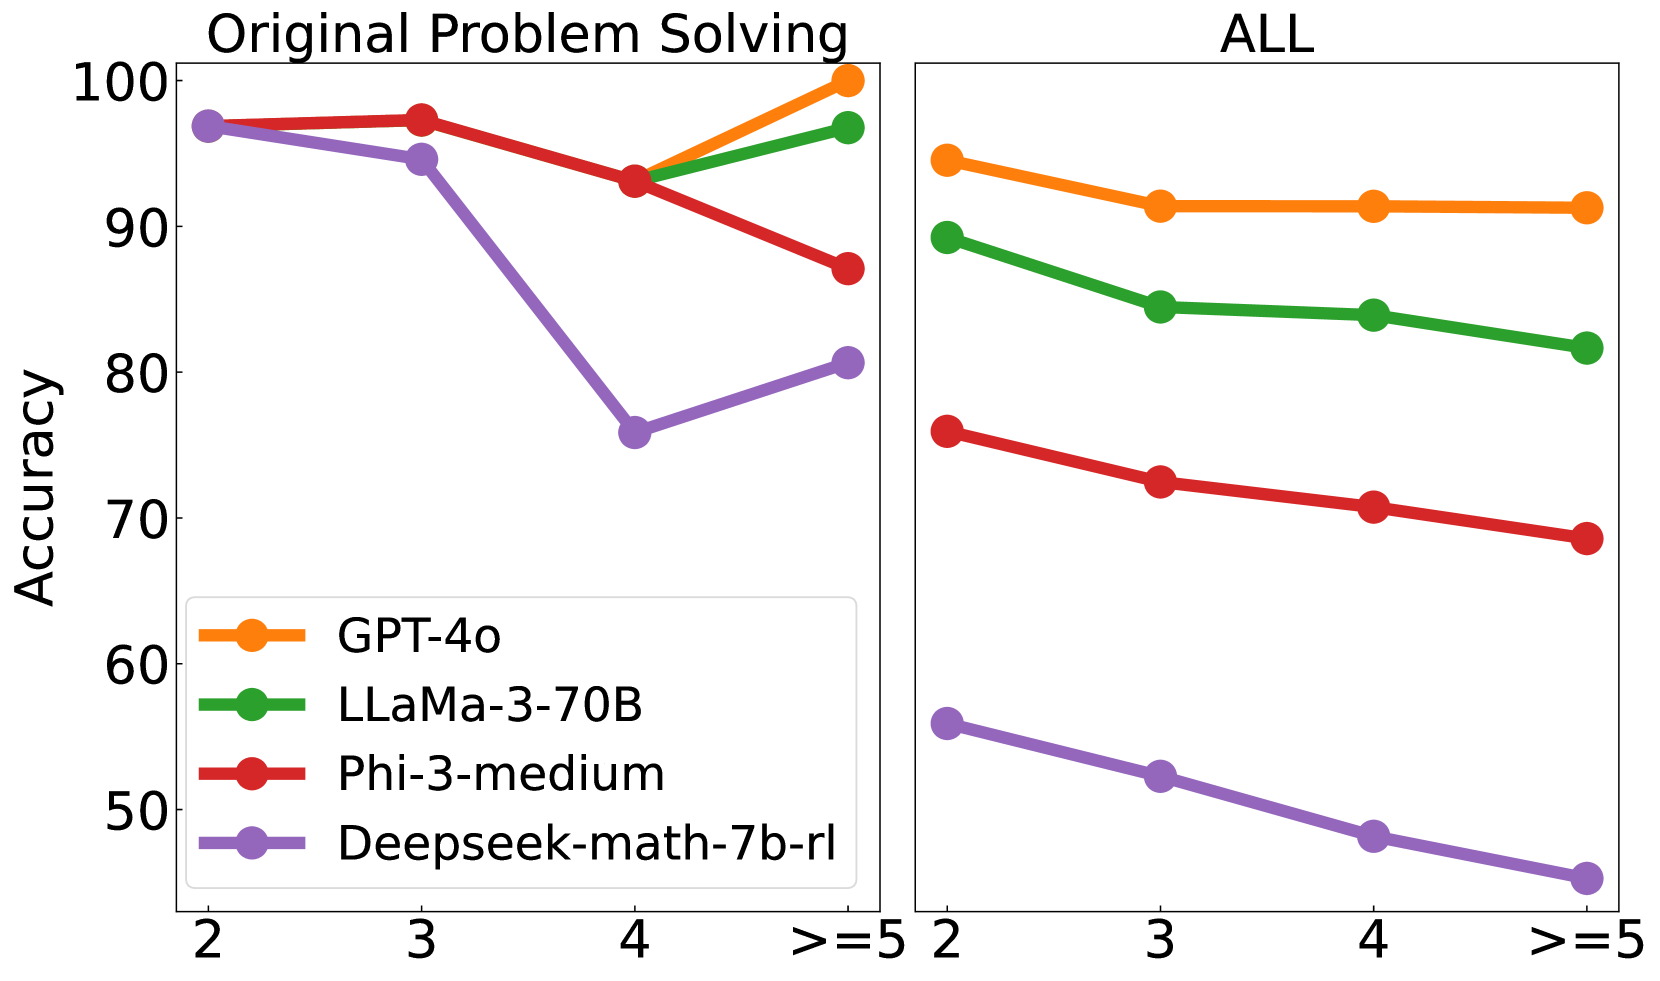 Original Problem Solving
ALL
Accuracy
100
90
80
70
60
50
GPT-4o
LLaMa-3-70B
Phi-3-medium
Deepseek-math-7b-rl
2 3 4 >=5
2 3 4 >=5